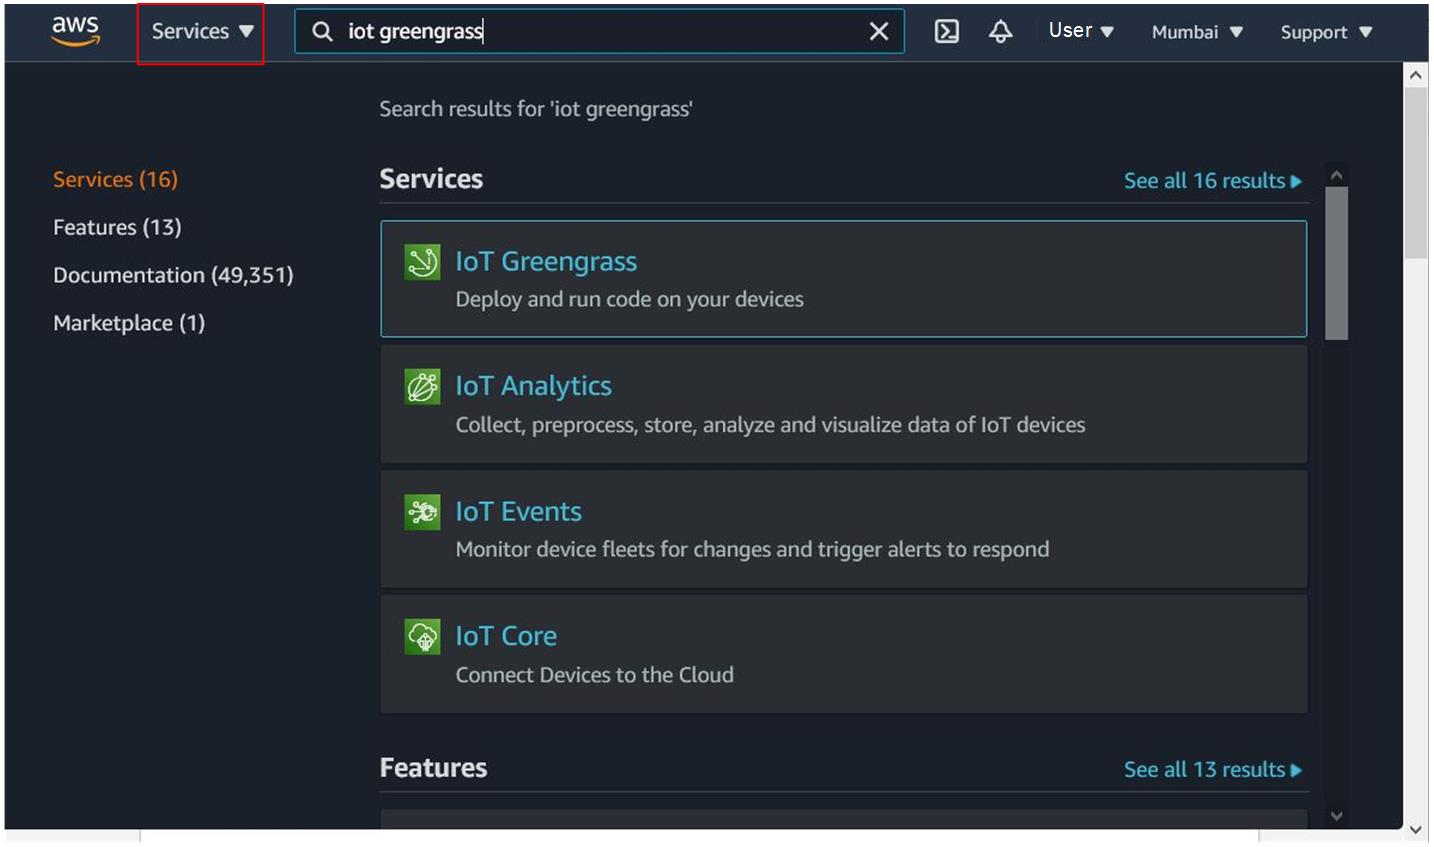 aws Services iot greengrass User Mumbai Support
Search results for 'iot greengrass'
Services (16)
Features (13)
Documentation (49,351)
Marketplace (1)
Services See all 16 results
IoT Greengrass
Deploy and run code on your devices
IoT Analytics
Collect, preprocess, store, analyze and visualize data of IoT devices
IoT Events
Monitor device fleets for changes and trigger alerts to respond
IoT Core
Connect Devices to the Cloud
Features See all 13 results